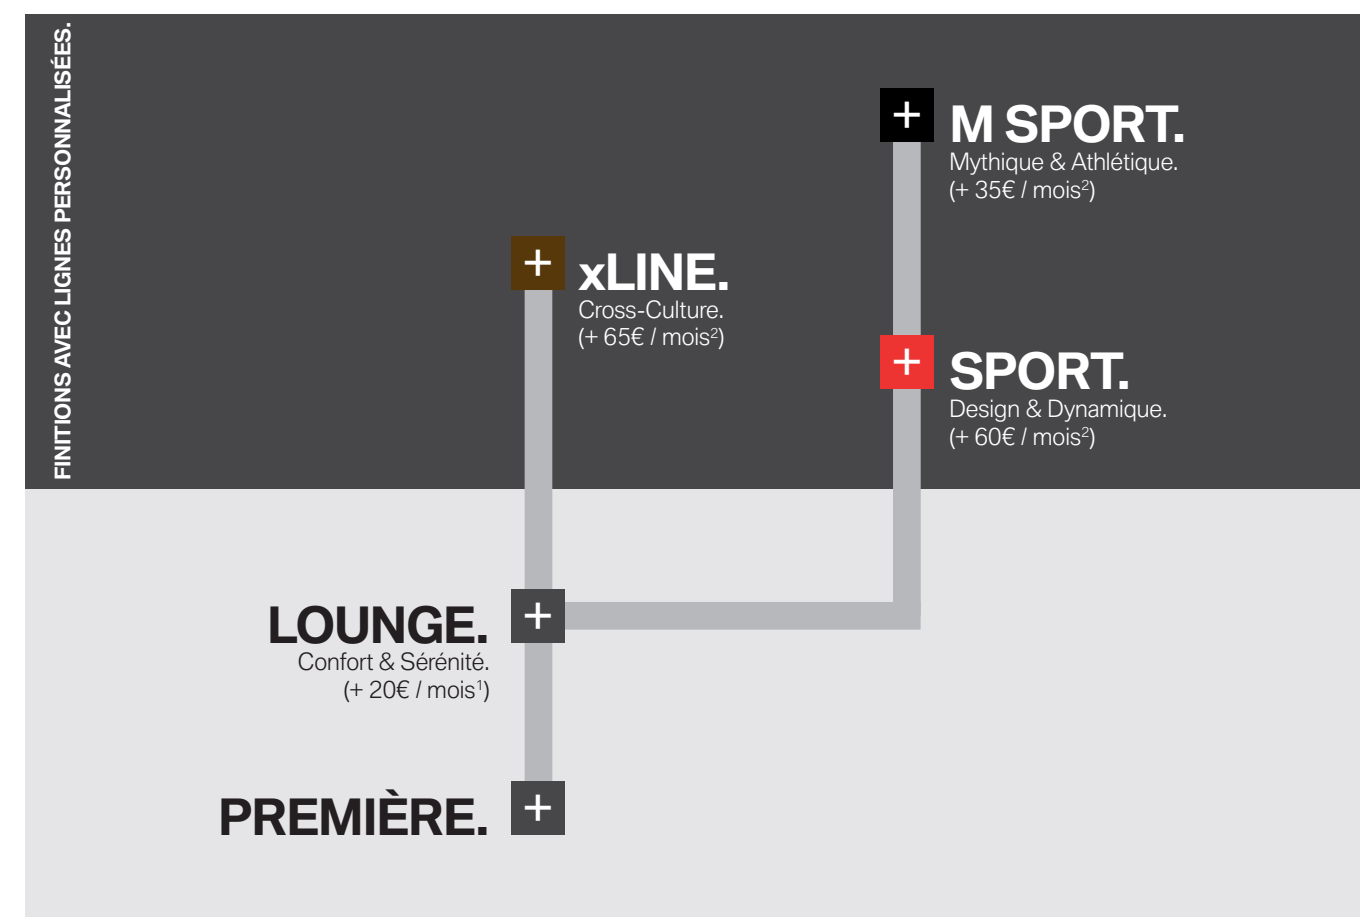 FINITIONS AVEC LIGNES PERSONNALISÉES.
+ M SPORT.
Mythique & Athlétique.
(+ 35€ / mois²)
+ xLINE.
Cross-Culture.
(+ 65€ / mois²)
+ SPORT.
Design & Dynamique.
(+ 60€ / mois²)
LOUNGE. +
Confort & Sérénité.
(+ 20€ / mois¹)
PREMIÈRE. +